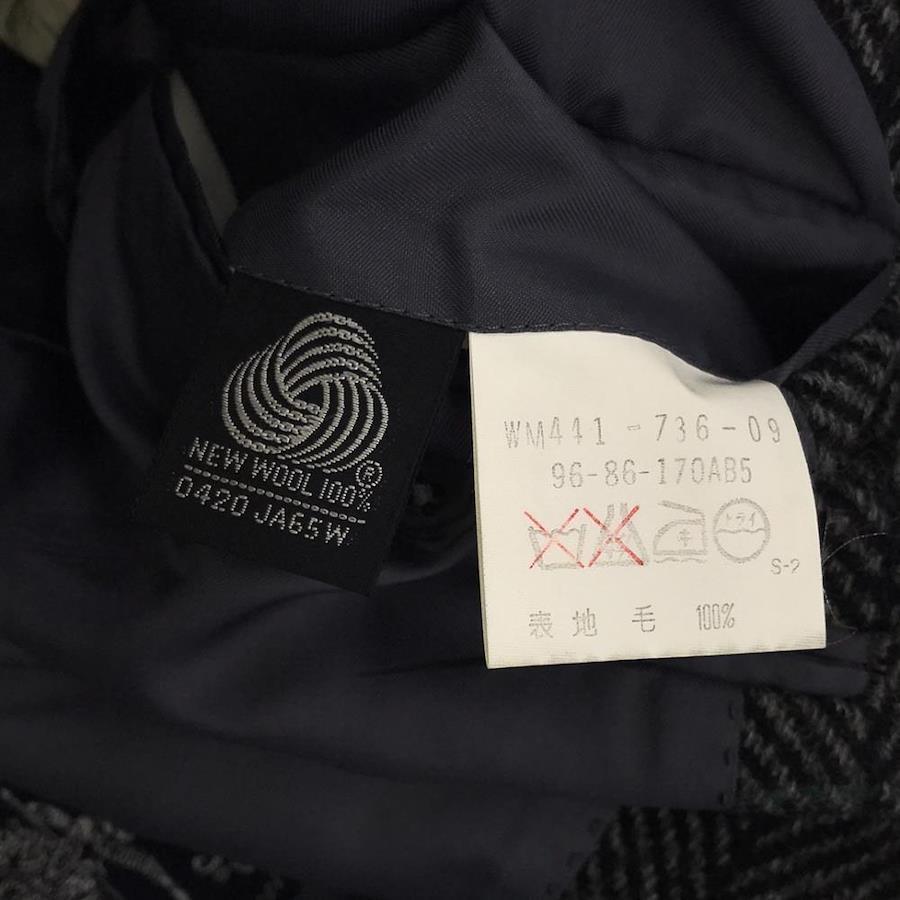 NEW WOOL 100%
®
0420 JA65W
WM441-736-09
96-86-170AB5
中 ドライ
S-2
表地 毛 100%